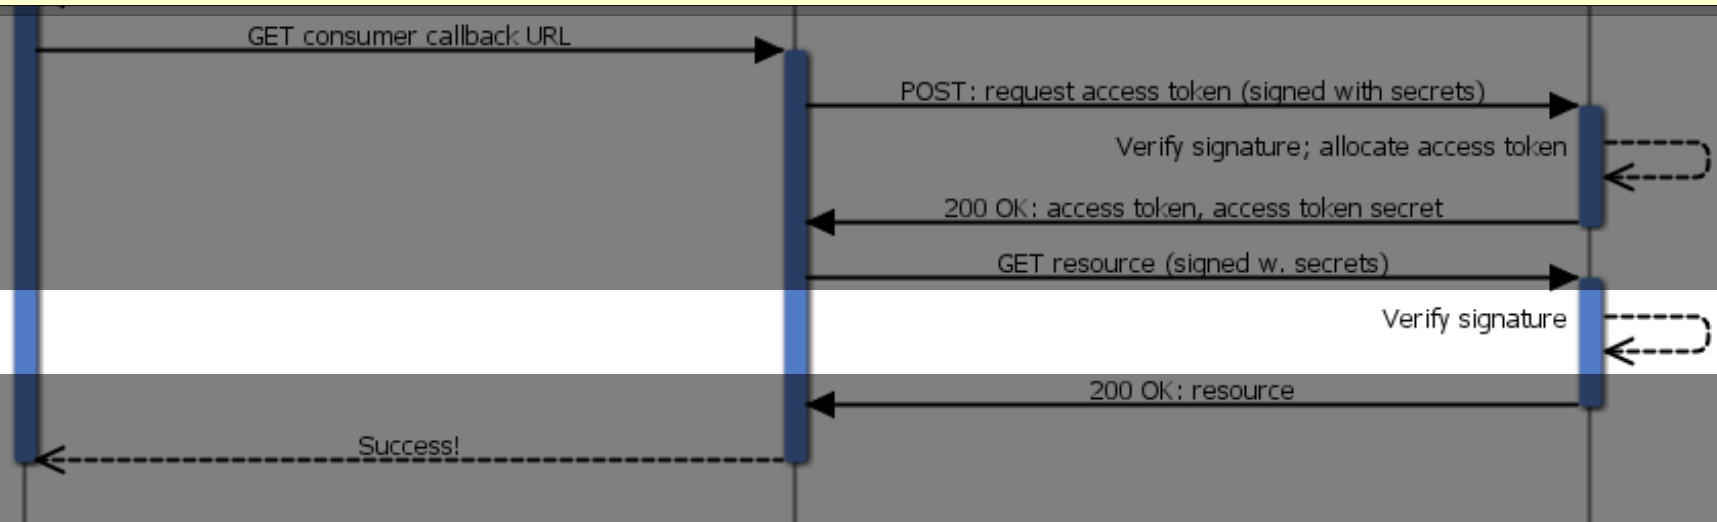 GET consumer callback URL
POST: request access token (signed with secrets)
Verify signature; allocate access token
200 OK: access token, access token secret
GET resource (signed w. secrets)
Verify signature
200 OK: resource
Success!